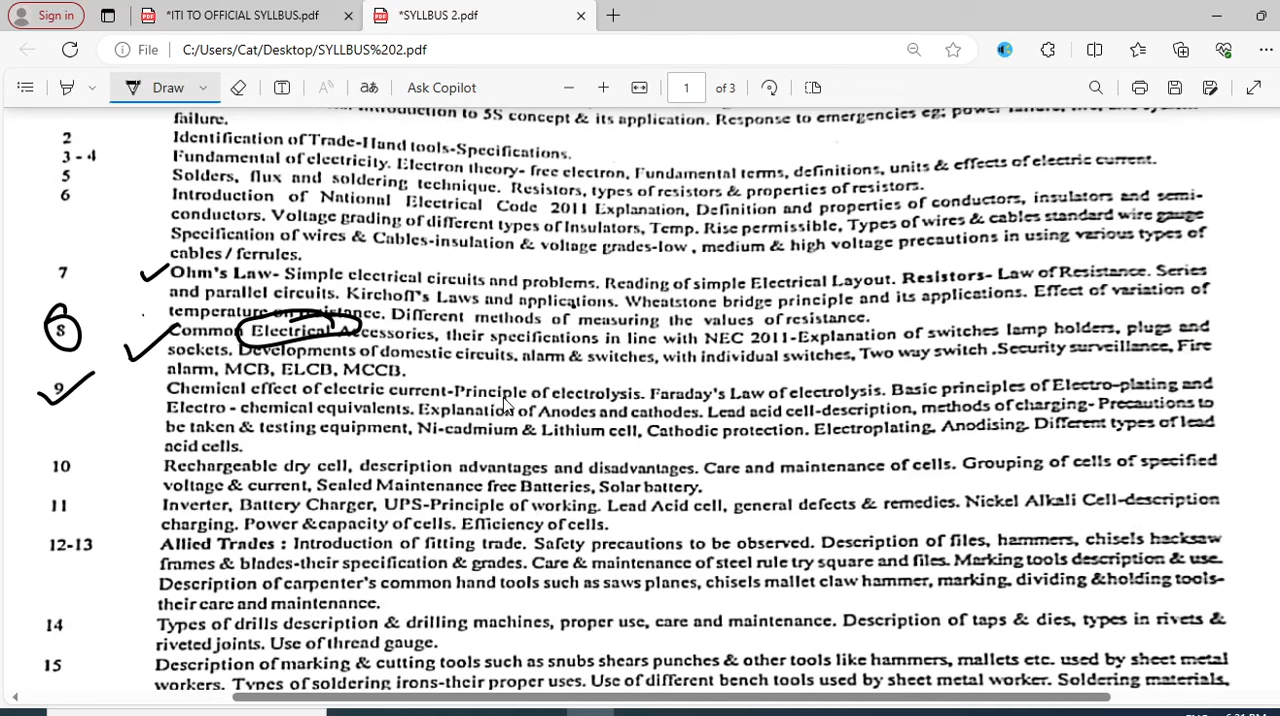 Sign in
*ITI TO OFFICIAL SYLLBUS.pdf
*SYLLBUS 2.pdf
File
C:/Users/Cat/Desktop/SYLLBUS%202.pdf
Draw
Ask Copilot
1 of 3
Introduction to 5S concept & its application. Response to emergencies eg; power failure,
failure.
2 Identification of Trade-Hand tools-Specifications.
3 - 4 Fundamental of electricity. Electron theory- free electron, Fundamental terms, definitions, units & effects of electric current.
5 Solders, flux and soldering technique. Resistors, types of resistors & properties of resistors.
6 Introduction of National Electrical Code 2011 Explanation, Definition and properties of conductors, insulators and semi-
conductors. Voltage grading of different types of Insulators, Temp. Rise permissible, Types of wires & cables standard wire gauge
Specification of wires & Cables-insulation & voltage grades-low , medium & high voltage precautions in using various types of
cables / ferrules.
7 Ohm's Law- Simple electrical circuits and problems. Reading of simple Electrical Layout. Resistors- Law of Resistance. Series
and parallel circuits. Kirchoff's Laws and applications. Wheatstone bridge principle and its applications. Effect of variation of
temperature on resistance. Different methods of measuring the values of resistance.
8 Common Electrical Accessories, their specifications in line with NEC 2011-Explanation of switches lamp holders, plugs and
sockets. Developments of domestic circuits, alarm & switches, with individual switches, Two way switch .Security surveillance, Fire
alarm, MCB, ELCB, MCCB.
9 Chemical effect of electric current-Principle of electrolysis. Faraday's Law of electrolysis. Basic principles of Electro-plating and
Electro - chemical equivalents. Explanation of Anodes and cathodes. Lead acid cell-description, methods of charging- Precautions to
be taken & testing equipment, Ni-cadmium & Lithium cell, Cathodic protection. Electroplating, Anodising. Different types of lead
acid cells.
10 Rechargeable dry cell, description advantages and disadvantages. Care and maintenance of cells. Grouping of cells of specified
voltage & current, Sealed Maintenance free Batteries, Solar battery.
11 Inverter, Battery Charger, UPS-Principle of working. Lead Acid cell, general defects & remedies. Nickel Alkali Cell-description
charging. Power &capacity of cells. Efficiency of cells.
12-13 Allied Trades : Introduction of fitting trade. Safety precautions to be observed. Description of files, hammers, chisels hacksaw
frames & blades-their specification & grades. Care & maintenance of steel rule try square and files. Marking tools description & use.
Description of carpenter's common hand tools such as saws planes, chisels mallet claw hammer, marking, dividing &holding tools-
their care and maintenance.
14 Types of drills description & drilling machines, proper use, care and maintenance. Description of taps & dies, types in rivets &
riveted joints. Use of thread gauge.
15 Description of marking & cutting tools such as snubs shears punches & other tools like hammers, mallets etc. used by sheet metal
workers. Types of soldering irons-their proper uses. Use of different bench tools used by sheet metal worker. Soldering materials,